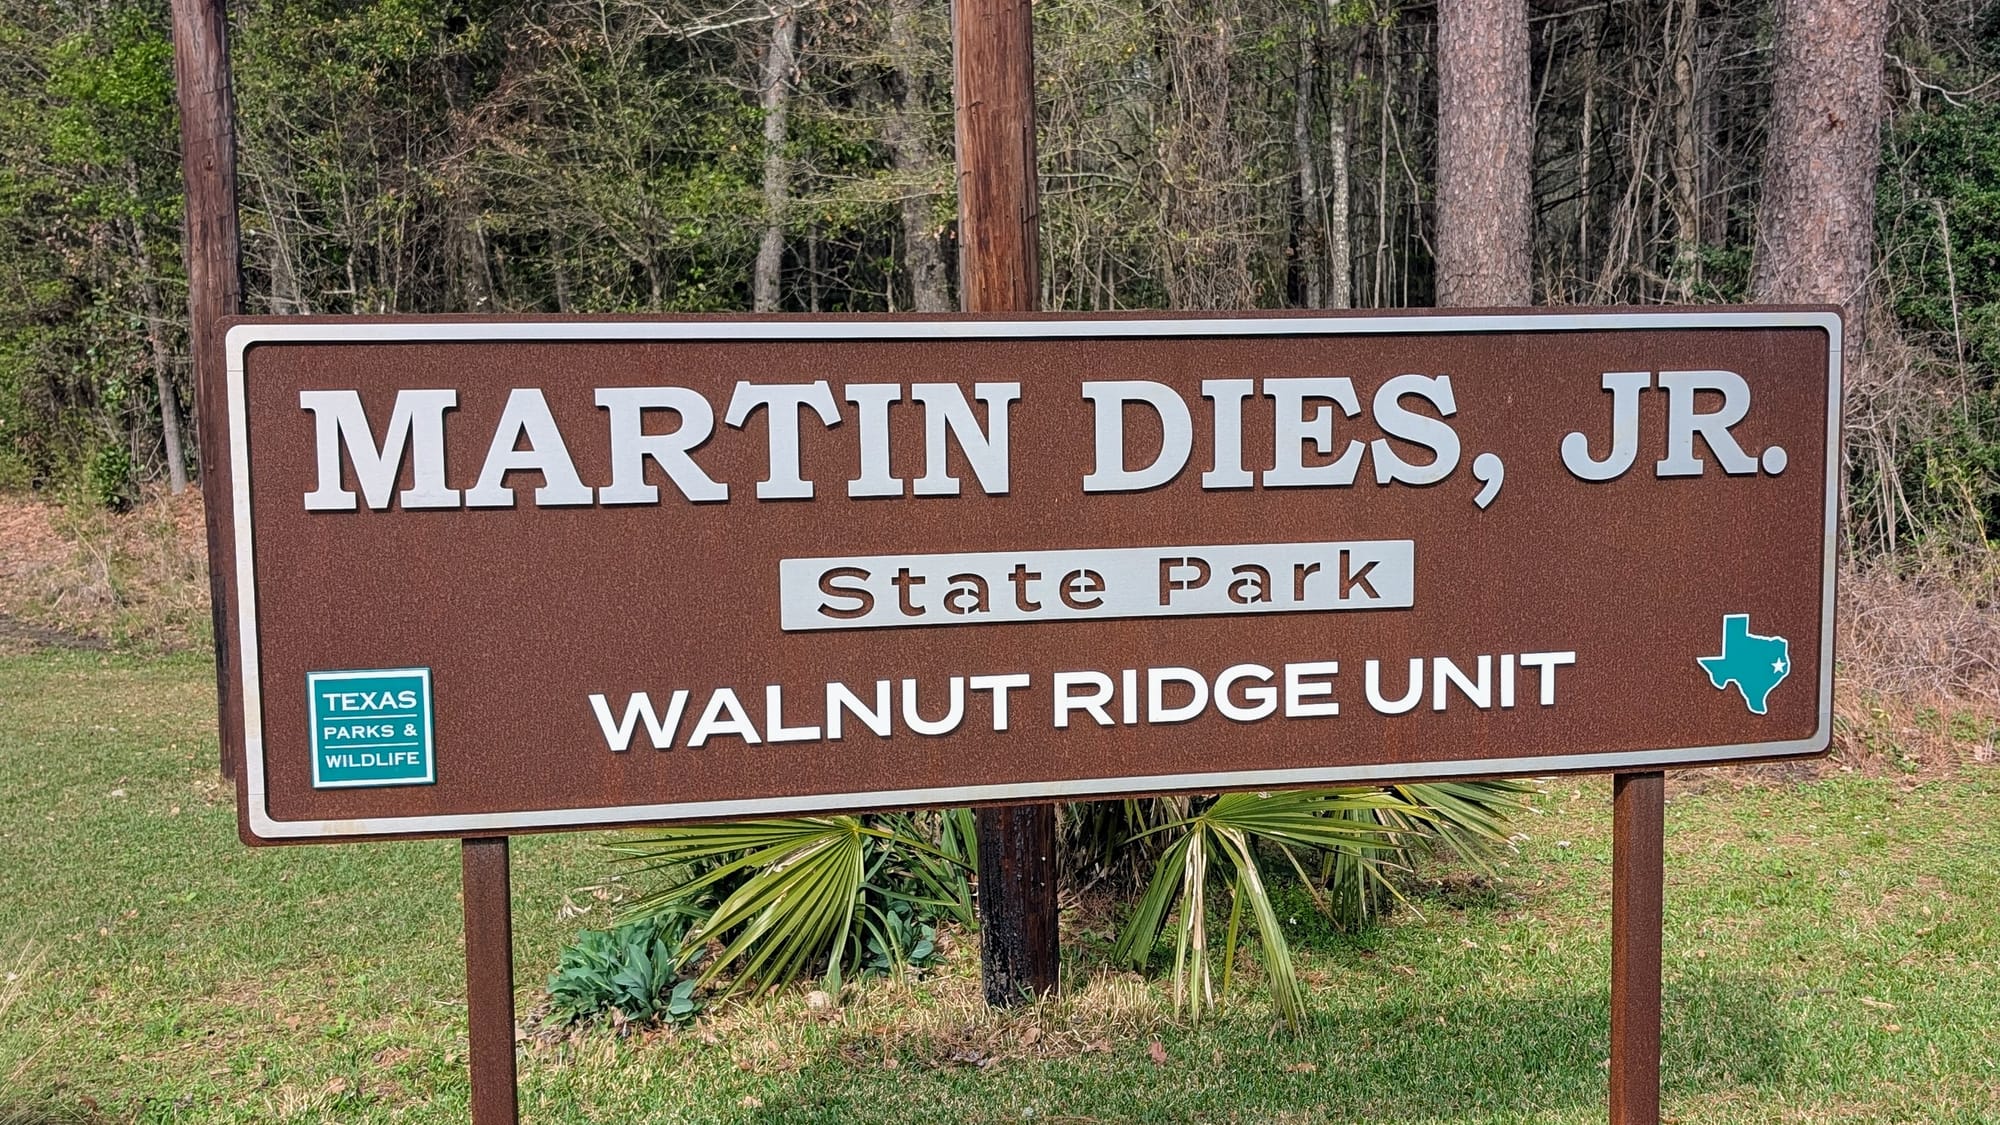 MARTIN DIES, JR.
State Park
WALNUT RIDGE UNIT
TEXAS
PARKS &
WILDLIFE